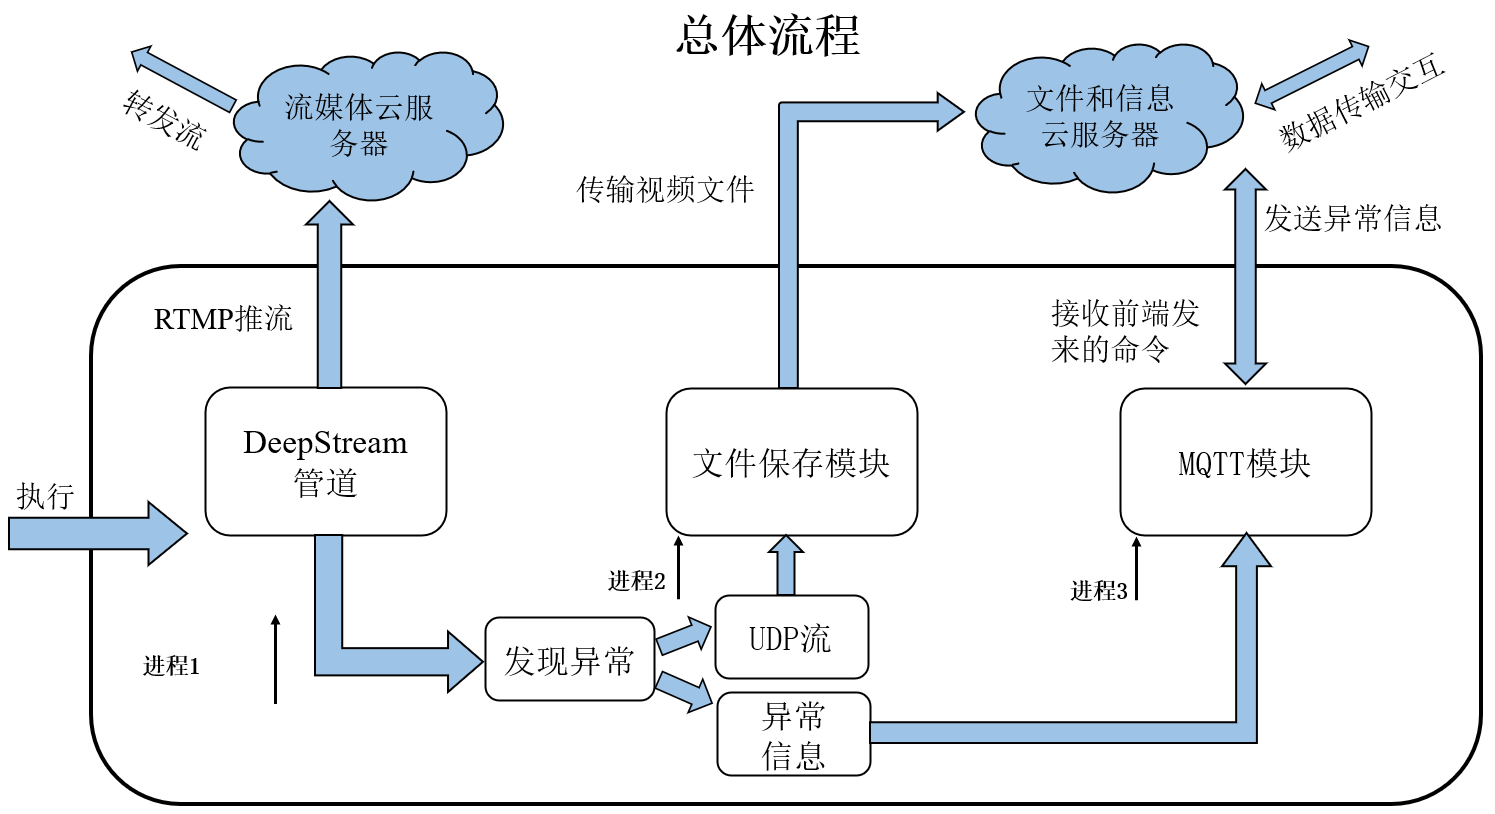 总体流程
转发流
流媒体云服
务器
文件和信息
云服务器
数据传输交互
传输视频文件
发送异常信息
RTMP推流
接收前端发
来的命令
DeepStream
管道
文件保存模块
MQTT模块
执行
进程2
进程3
进程1
发现异常
UDP流
异常
信息